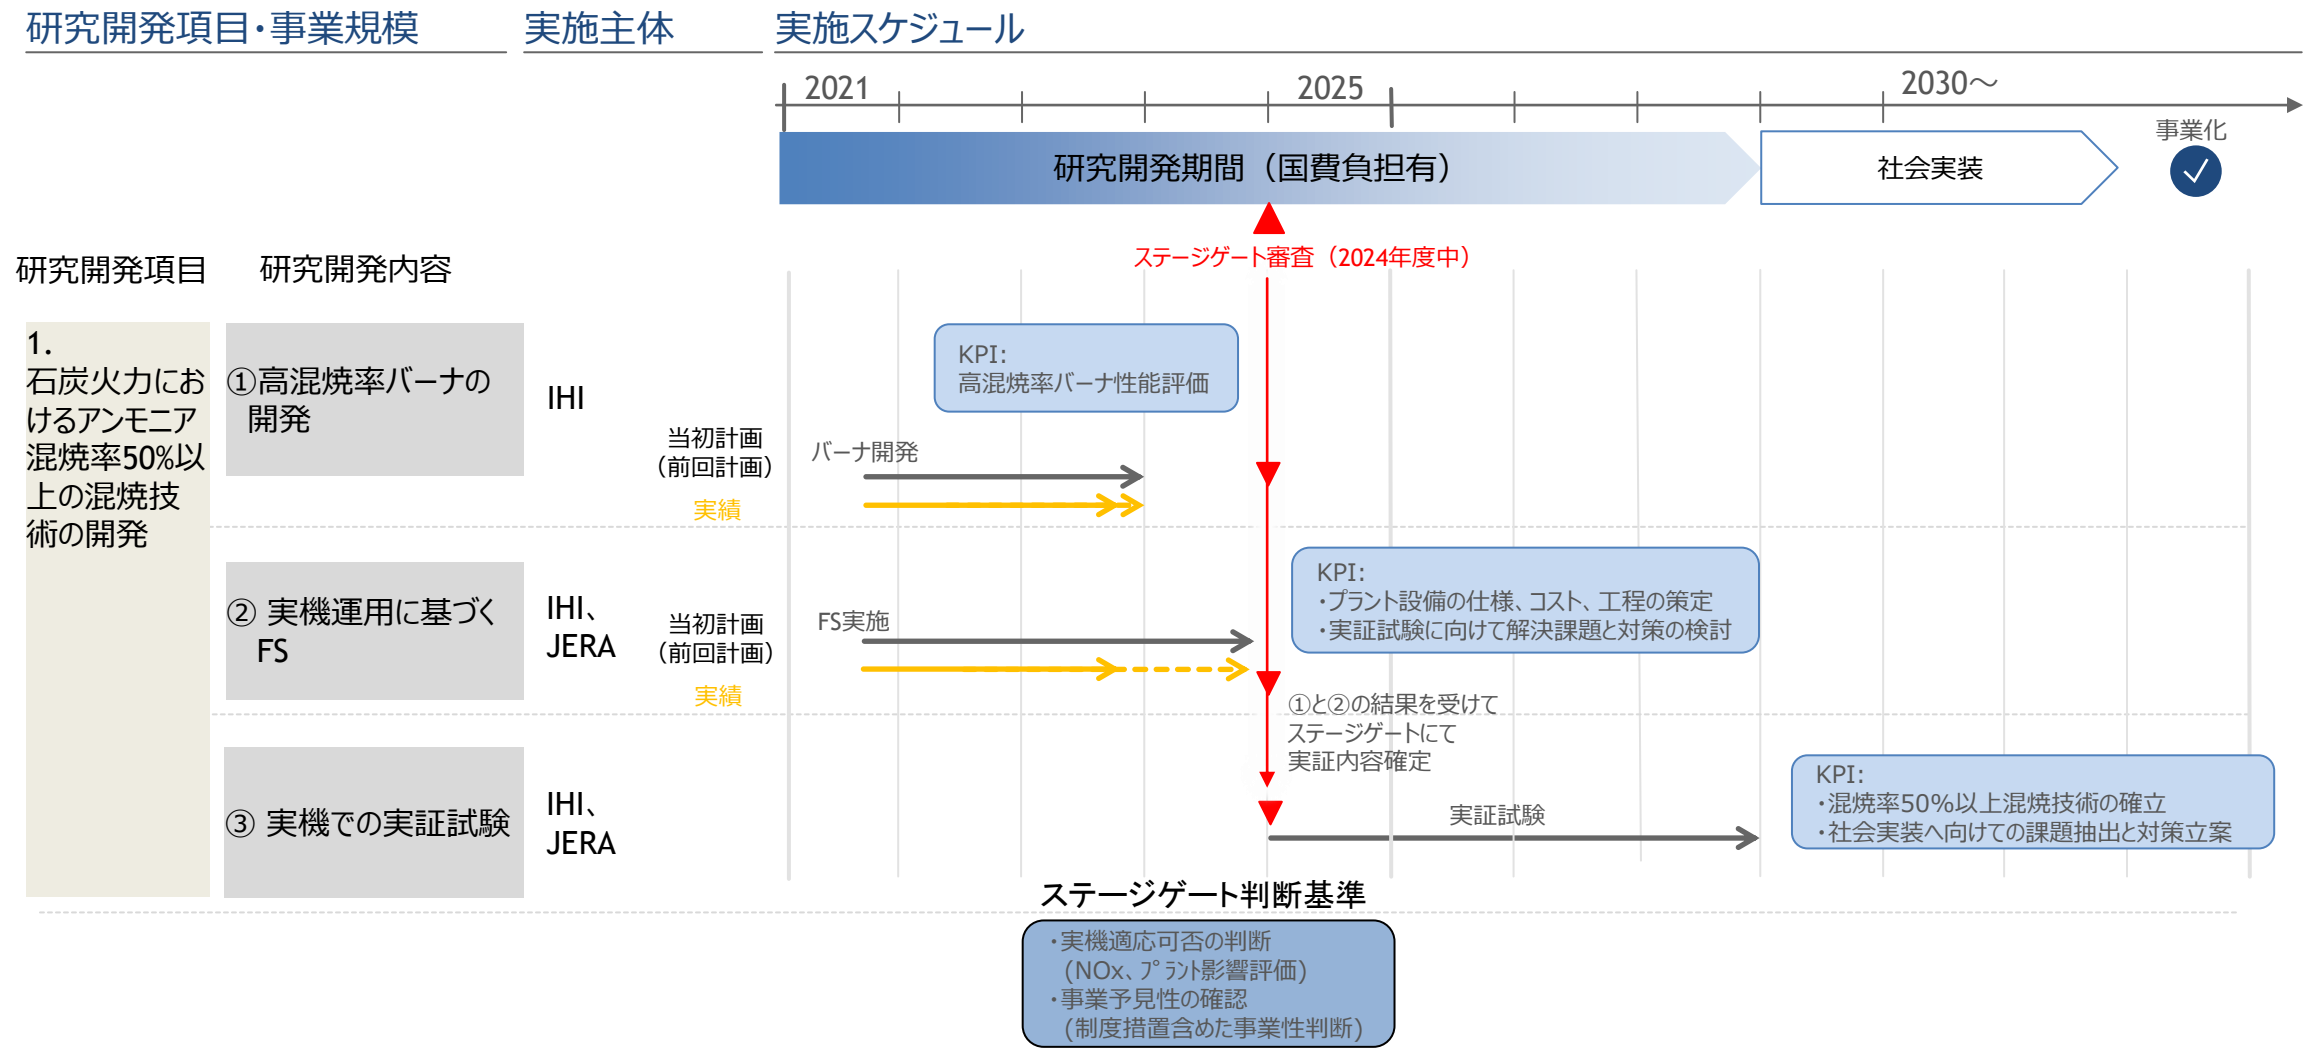 研究開発項目・事業規模
実施主体
実施スケジュール
2021
2025
2030～
事業化
研究開発期間（国費負担有）
社会実装
ステージゲート審査（2024年度中）
研究開発項目
研究開発内容
1.
石炭火力にお
けるアンモニア
混焼率50%以
上の混焼技
術の開発
①高混焼率バーナの
開発
IHI
KPI:
高混焼率バーナ性能評価
当初計画
（前回計画）
実績
バーナ開発
② 実機運用に基づく
FS
IHI、
JERA
当初計画
（前回計画）
実績
FS実施
KPI:
・プラント設備の仕様、コスト、工程の策定
・実証試験に向けて解決課題と対策の検討
①と②の結果を受けて
ステージゲートにて
実証内容確定
③ 実機での実証試験
IHI、
JERA
実証試験
KPI:
・混焼率50%以上混焼技術の確立
・社会実装へ向けての課題抽出と対策立案
ステージゲート判断基準
・実機適応可否の判断
(NOx、ﾌﾟﾗﾝﾄ影響評価)
・事業予見性の確認
(制度措置含めた事業性判断)